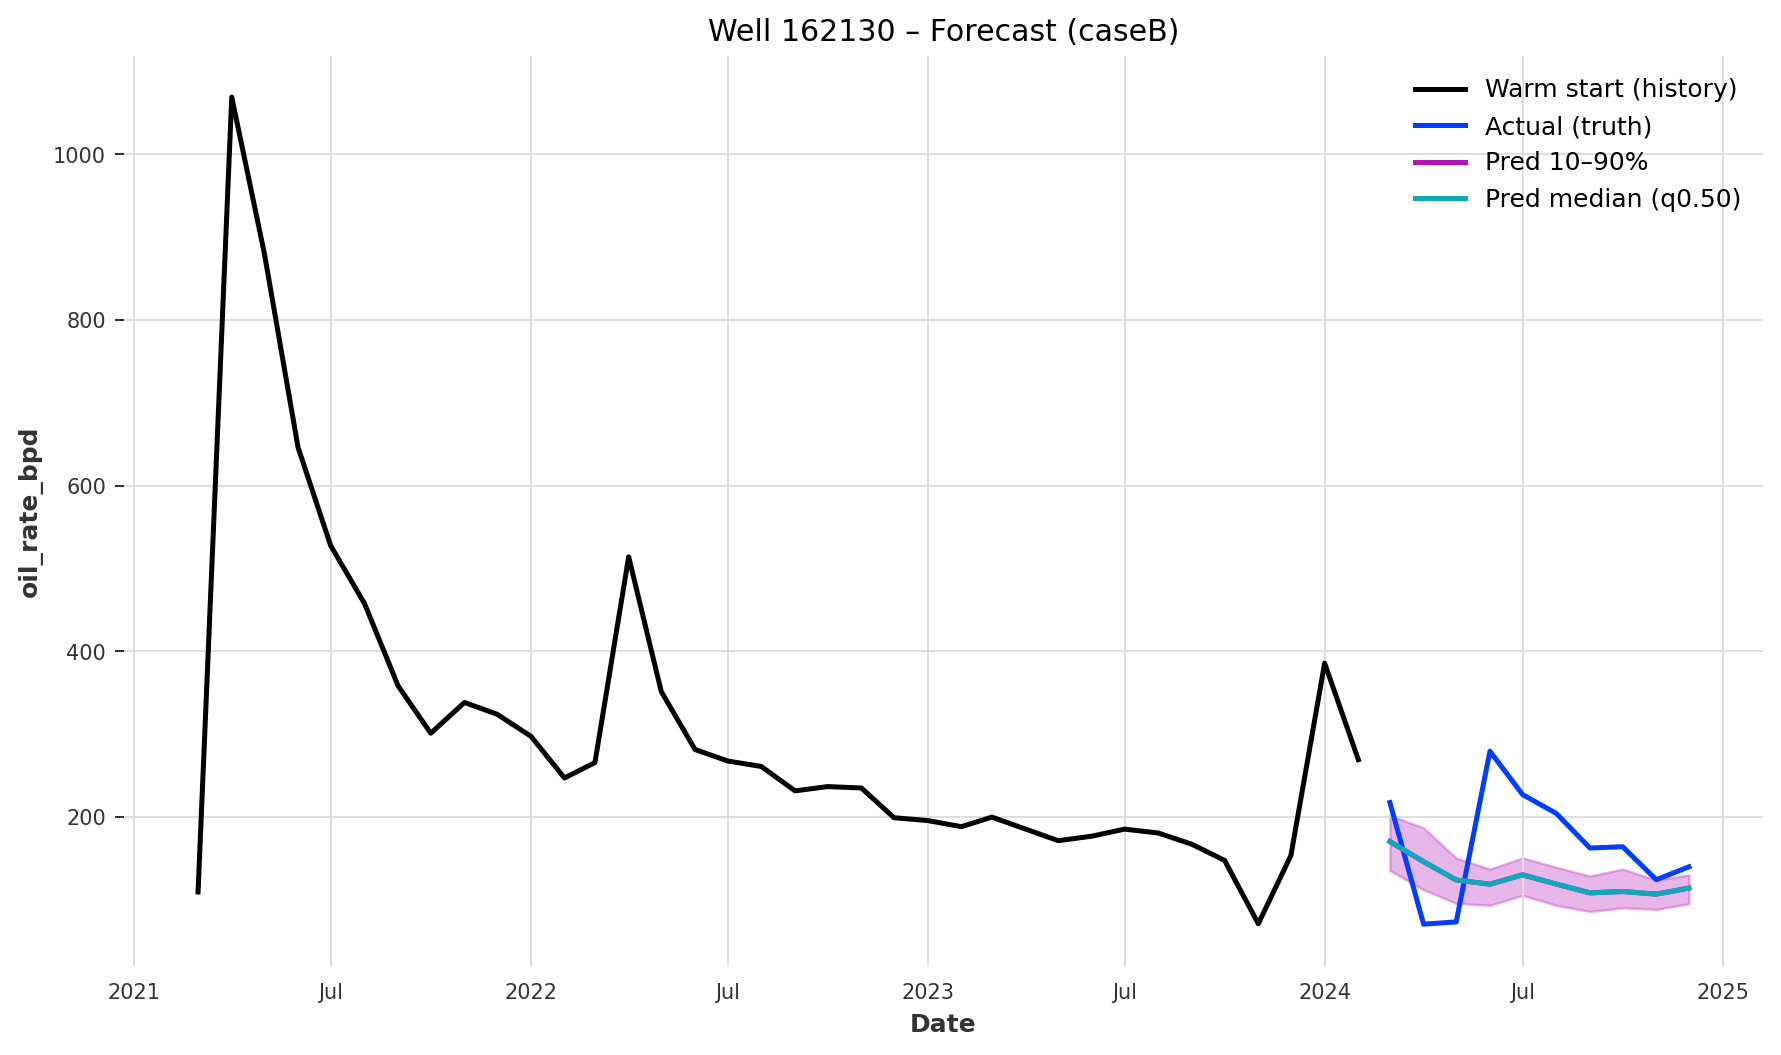 Well 162130 – Forecast (caseB)
Warm start (history)
Actual (truth)
Pred 10–90%
Pred median (q0.50)
oil_rate_bpd
1000
800
600
400
200
2021
Jul
2022
Jul
2023
Jul
2024
Jul
2025
Date